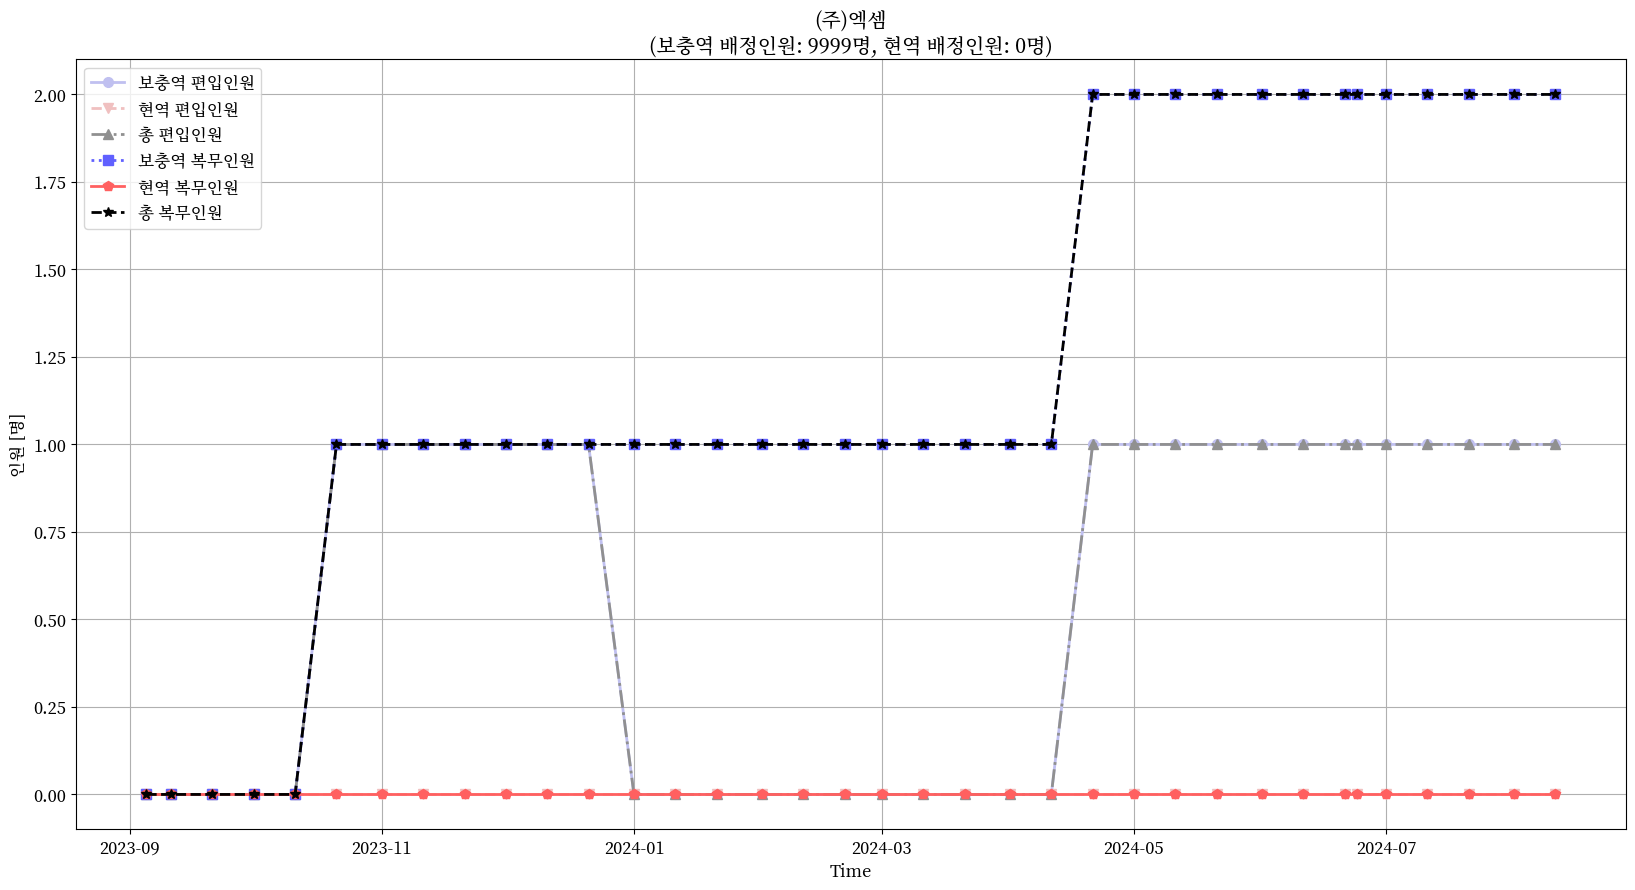 (주)엑셈
(보충역 배정인원: 9999명, 현역 배정인원: 0명)
보충역 편입인원
현역 편입인원
총 편입인원
보충역 복무인원
현역 복무인원
총 복무인원
2.00
1.75
1.50
1.25
1.00
0.75
0.50
0.25
0.00
인원 [명]
2023-09
2023-11
2024-01
2024-03
2024-05
2024-07
Time